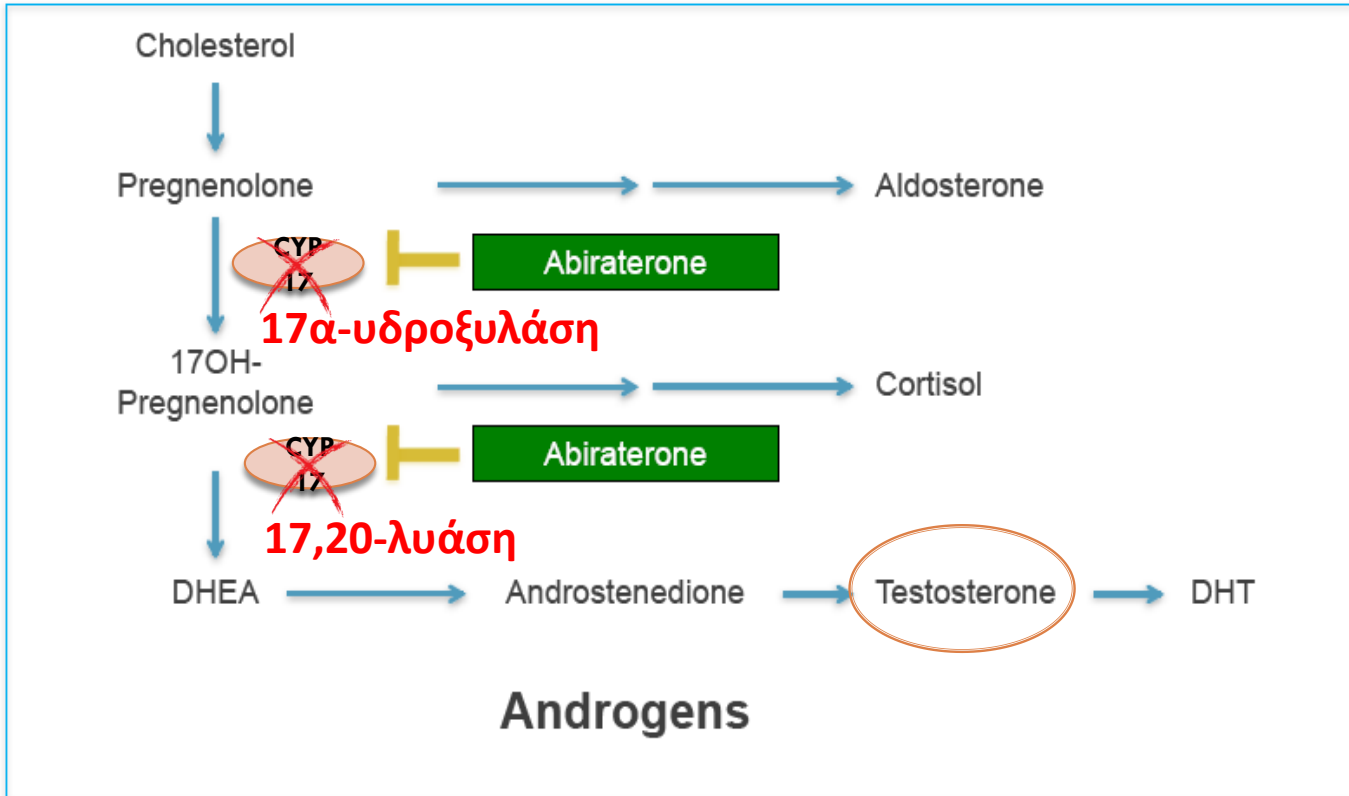 Cholesterol
Pregnenolone
Aldosterone
CYP
17
Abiraterone
17α-υδροξυλάση
17OH-
Pregnenolone
Cortisol
CYP
17
Abiraterone
17,20-λυάση
DHEA
Androstenedione
Testosterone
DHT
Androgens